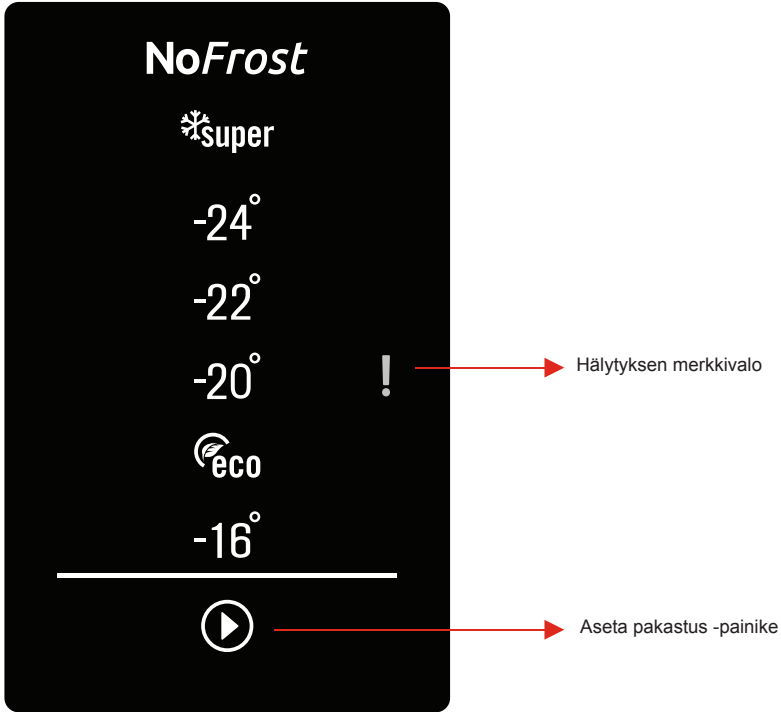 NoFrost
super
-24°
-22°
-20°
!
Hälytyksen merkkivalo
eco
-16°
Aseta pakastus -painike